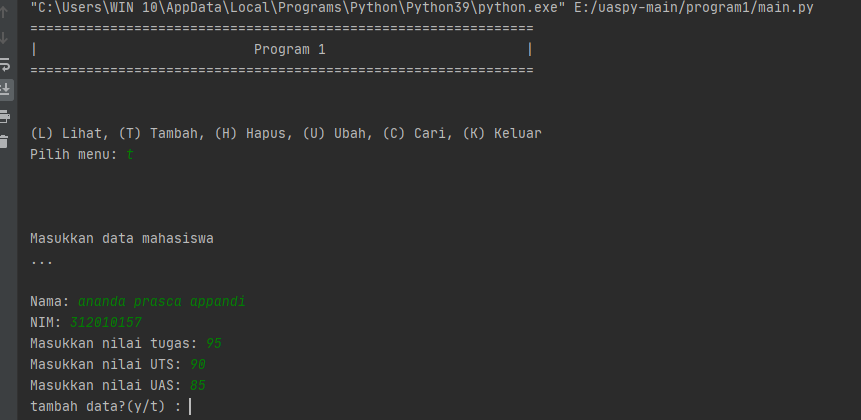 "C:\Users\WIN 10\AppData\Local\Programs\Python\Python39\python.exe" E:/uaspy-main/program1/main.py
===============================================================
|                           Program 1                         |
===============================================================
(L) Lihat, (T) Tambah, (H) Hapus, (U) Ubah, (C) Cari, (K) Keluar
Pilih menu: t
Masukkan data mahasiswa
...
Nama: ananda prasca appandi
NIM: 312010157
Masukkan nilai tugas: 95
Masukkan nilai UTS: 90
Masukkan nilai UAS: 85
tambah data?(y/t) :